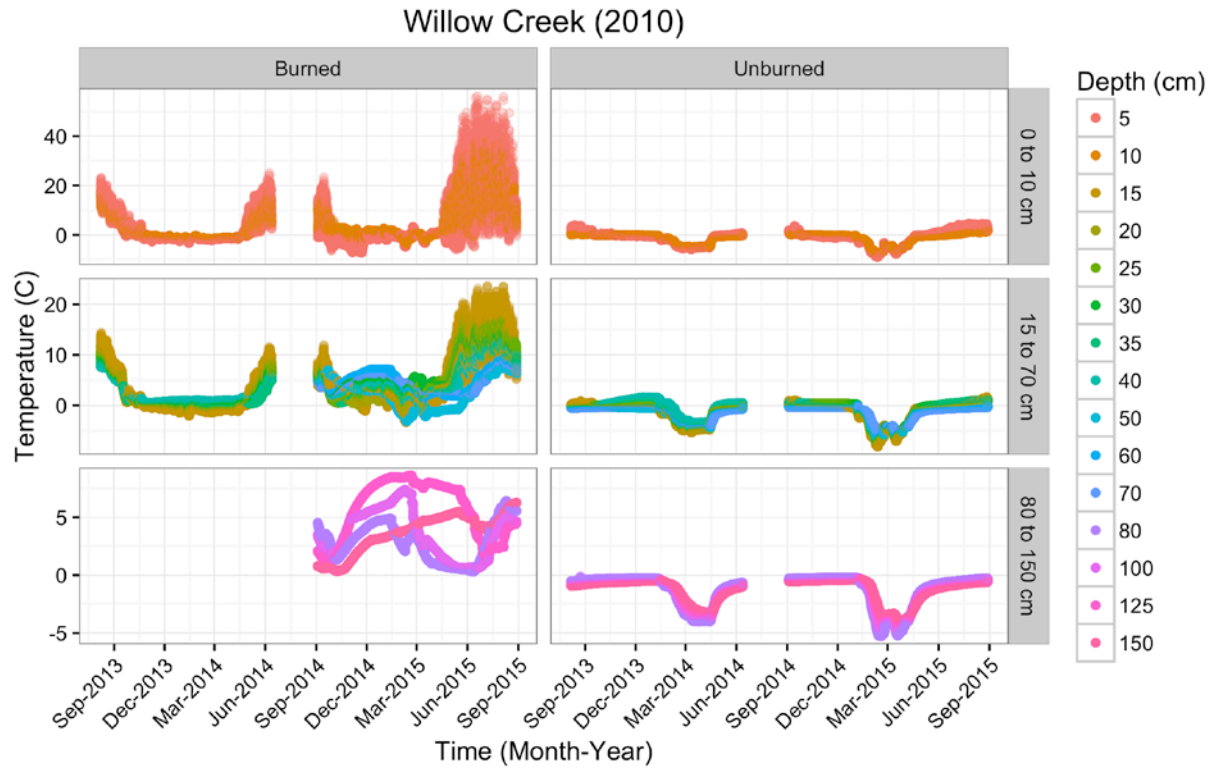 Willow Creek (2010)
Burned
Unburned
Depth (cm)
5
10
15
20
25
30
35
40
50
60
70
80
100
125
150
0 to 10 cm
15 to 70 cm
80 to 150 cm
Temperature (C)
40
20
0
20
10
0
5
0
-5
Sep-2013
Dec-2013
Mar-2014
Jun-2014
Sep-2014
Dec-2014
Mar-2015
Jun-2015
Sep-2015
Sep-2013
Dec-2013
Mar-2014
Jun-2014
Sep-2014
Dec-2014
Mar-2015
Jun-2015
Sep-2015
Time (Month-Year)